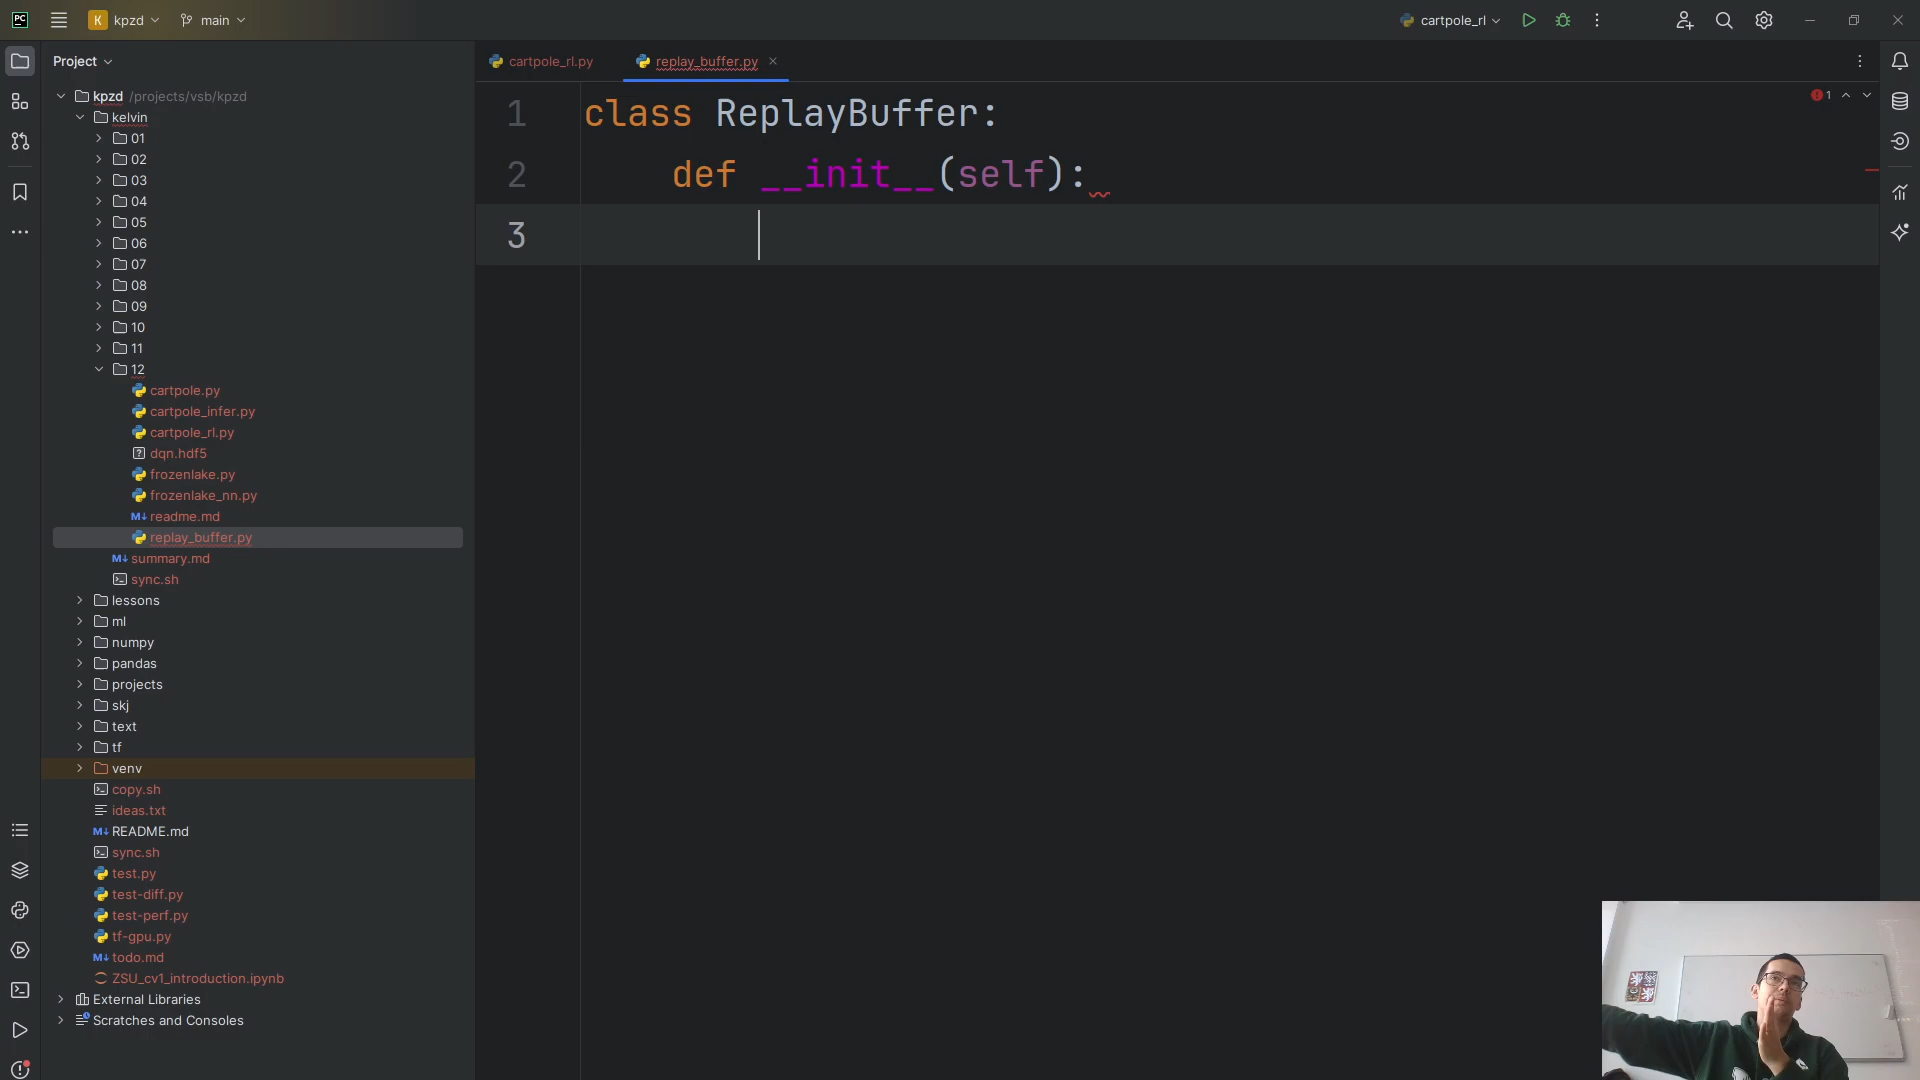 PC
K kpzd
main
cartpole_rl
Project
cartpole_rl.py
replay_buffer.py
kpzd /projects/vsb/kpzd
kelvin
01
02
03
04
05
06
07
08
09
10
11
12
cartpole.py
cartpole_infer.py
cartpole_rl.py
? dqn.hdf5
frozenlake.py
frozenlake_nn.py
M↓ readme.md
replay_buffer.py
M↓ summary.md
sync.sh
lessons
ml
numpy
pandas
projects
skj
text
tf
venv
copy.sh
ideas.txt
M↓ README.md
sync.sh
test.py
test-diff.py
test-perf.py
tf-gpu.py
M↓ todo.md
ZSU_cv1_introduction.ipynb
External Libraries
Scratches and Consoles
1
1 class ReplayBuffer:
2 def __init__(self):
3